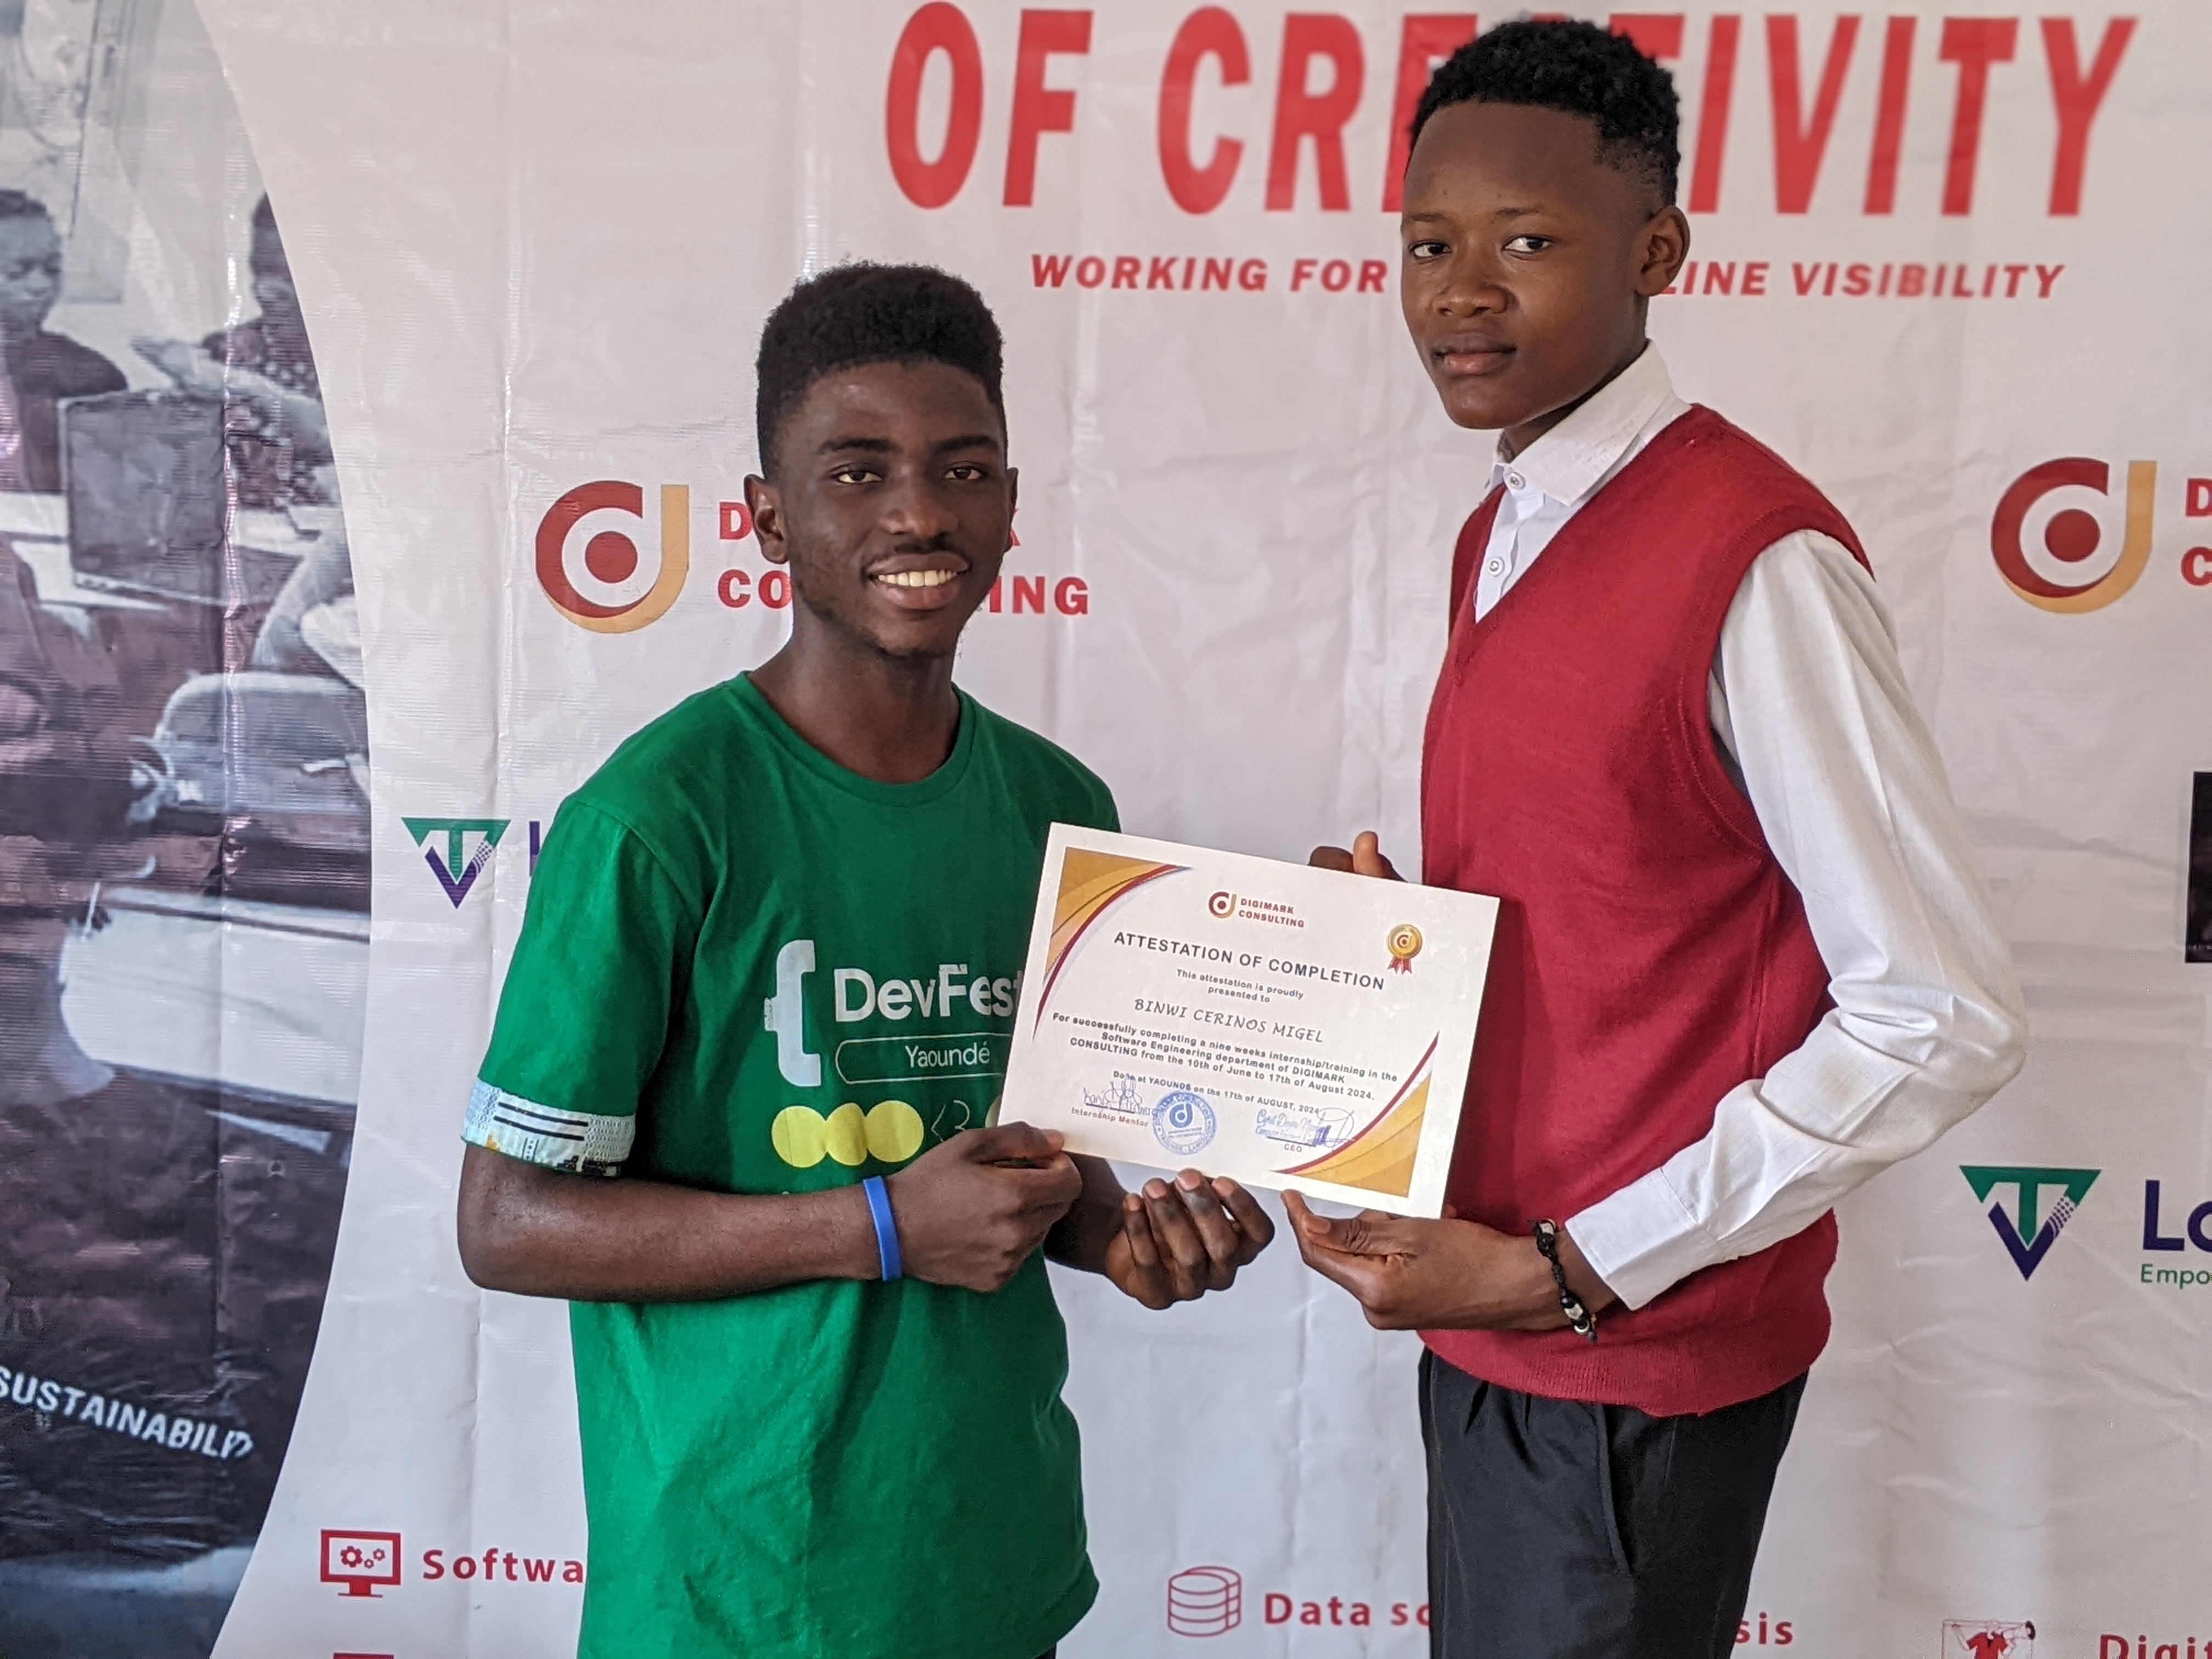 OF CRE TIVITY
WORKING FOR LINE VISIBILITY
CO ING
DevFest
Yaoundé
<3
DIGIMARK
CONSULTING
ATTESTATION OF COMPLETION
This attestation is proudly
presented to
BINWI CERINOS MIGEL
For successfully completing a nine weeks internship/training in the
Software Engineering department of DIGIMARK
CONSULTING from the 10th of June to 17th of August 2024.
Done at YAOUNDE on the 17th of AUGUST, 2024
Internship Mentor
CEO
D
C
Lo
Empo
SUSTAINABILI
Softwa
Data sc sis
Digi